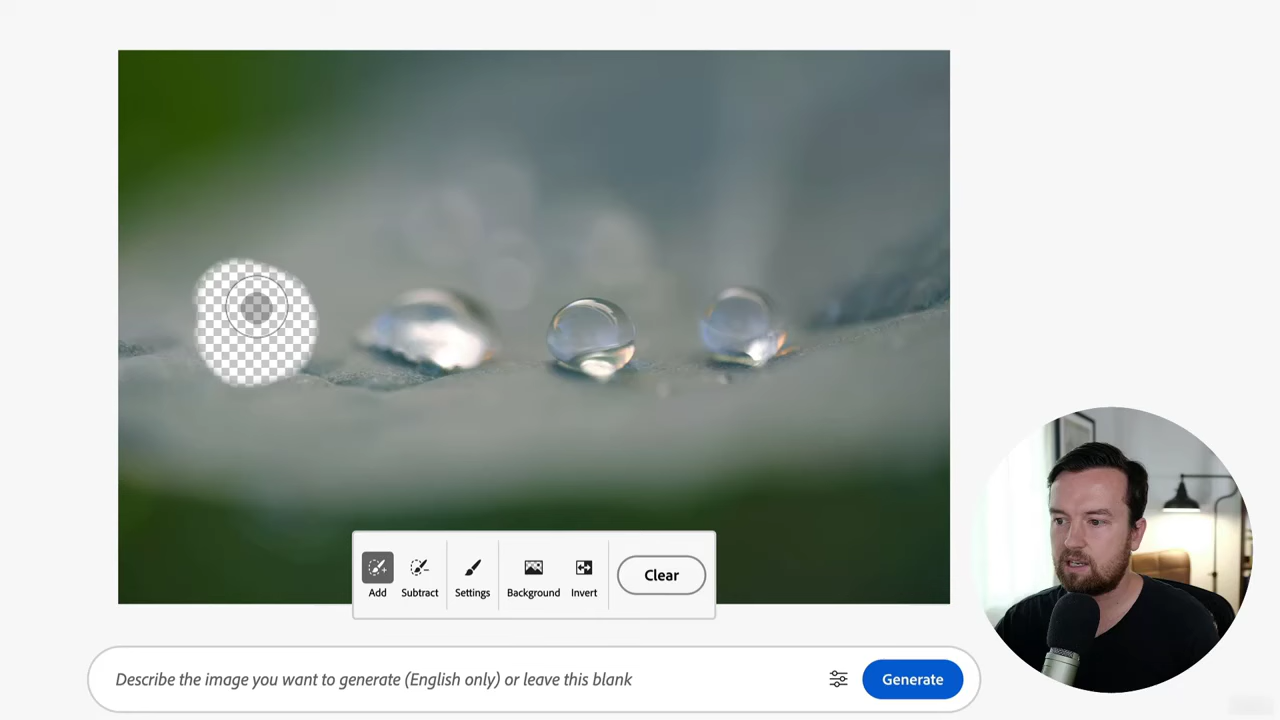 Add
Subtract
Settings
Background
Invert
Clear
Describe the image you want to generate (English only) or leave this blank
Generate